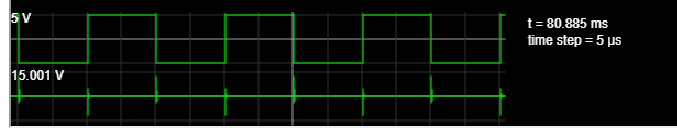 5 V
t = 80.885 ms
time step = 5 µs
15.001 V